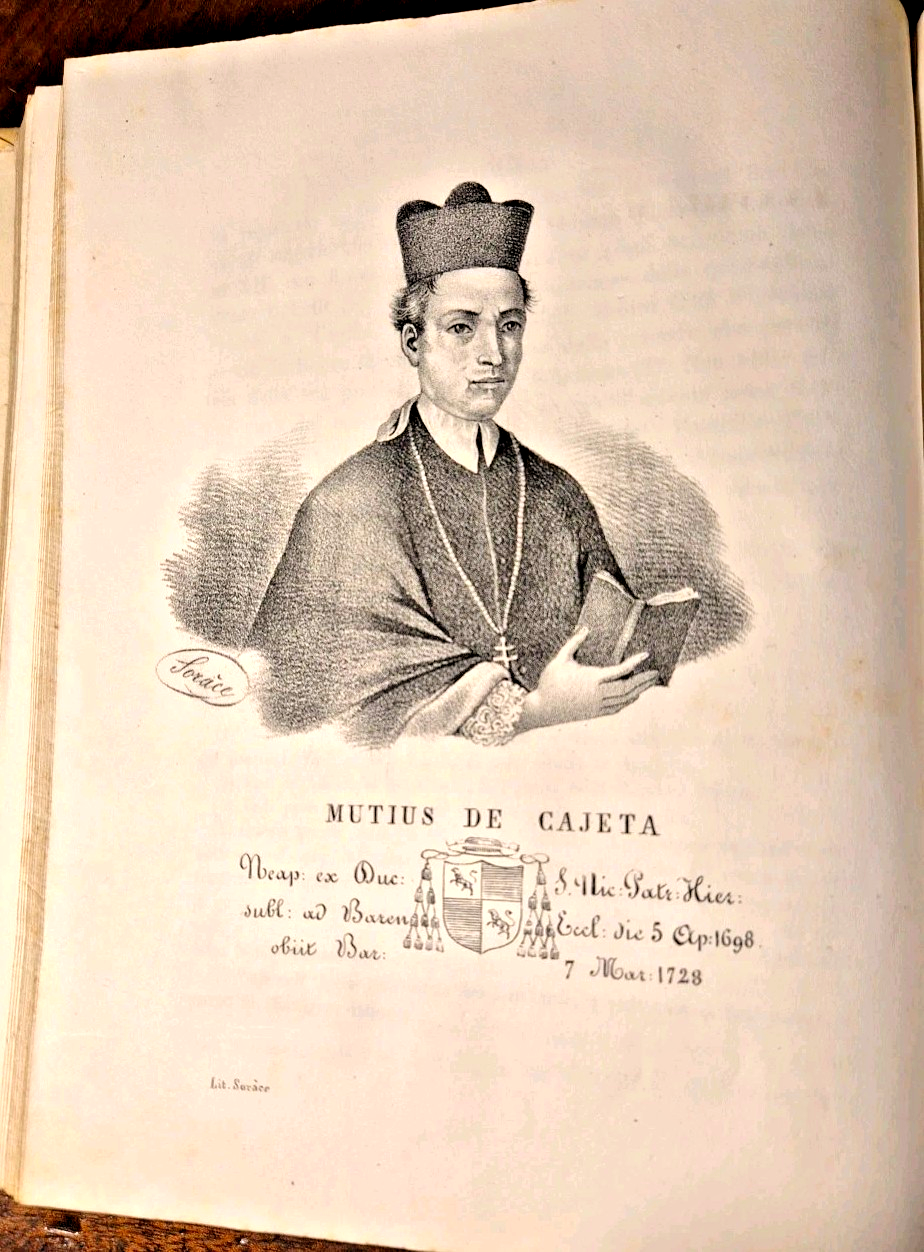 Soràce
MUTIUS DE CAJETA
Neap: ex Duc: S. Nic: Patr: Hier:
subl: ad Baren Eccl: die 5 Ap: 1698.
obiit Bar: 7 Mar: 1728
Lit. Soràce